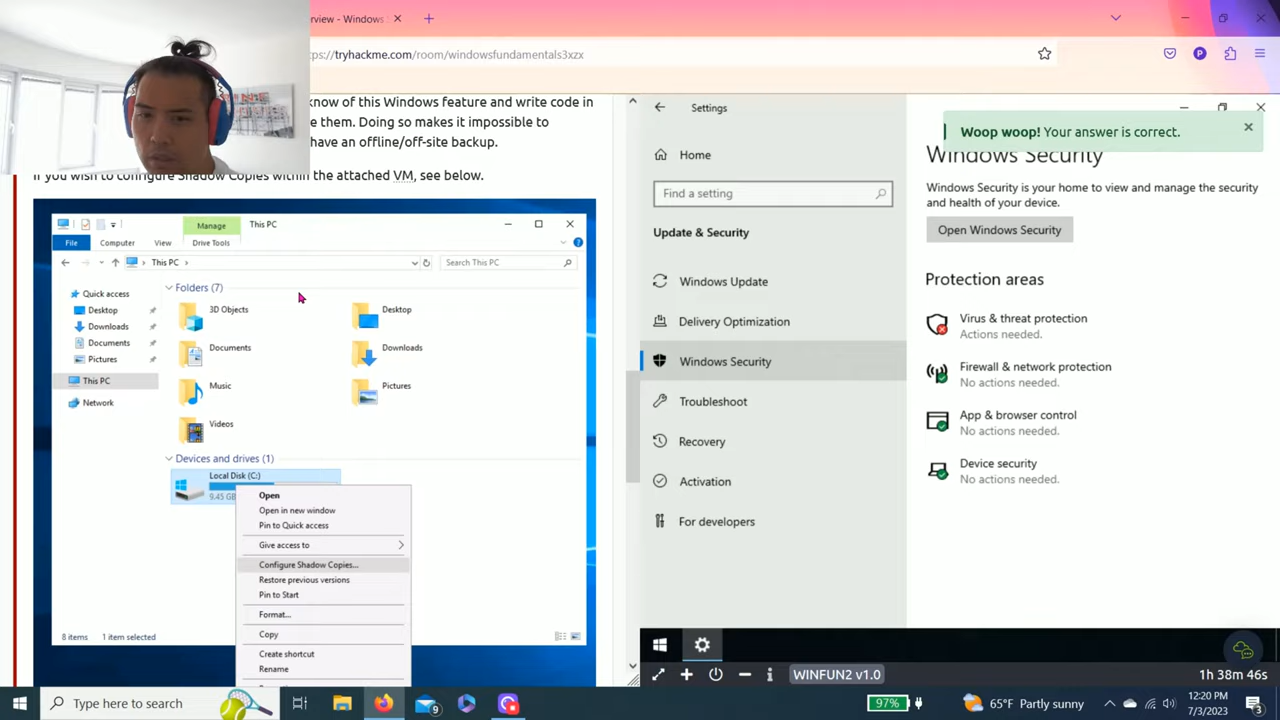 rview - Windows
tryhackme.com/room/windowsfundamentals3xzx
P
know of this Windows feature and write code in
e them. Doing so makes it impossible to
have an offline/off-site backup.
If you wish to configure Shadow Copies within the attached VM, see below.
Manage
This PC
File
Computer
View
Drive Tools
This PC
Search This PC
Quick access
Desktop
Downloads
Documents
Pictures
This PC
Network
Folders (7)
3D Objects
Desktop
Documents
Downloads
Music
Pictures
Videos
Devices and drives (1)
Local Disk (C:)
9.45 GB
Open
Open in new window
Pin to Quick access
Give access to
Configure Shadow Copies...
Restore previous versions
Pin to Start
Format...
Copy
Create shortcut
Rename
8 items
1 item selected
Settings
Home
Find a setting
Update & Security
Windows Update
Delivery Optimization
Windows Security
Troubleshoot
Recovery
Activation
For developers
Woop woop! Your answer is correct.
Windows Security
Windows Security is your home to view and manage the security
and health of your device.
Open Windows Security
Protection areas
Virus & threat protection
Actions needed.
Firewall & network protection
No actions needed.
App & browser control
No actions needed.
Device security
No actions needed.
WINFUN2 v1.0
1h 38m 46s
Type here to search
9
97%
65°F Partly sunny
12:20 PM
7/3/2023
3